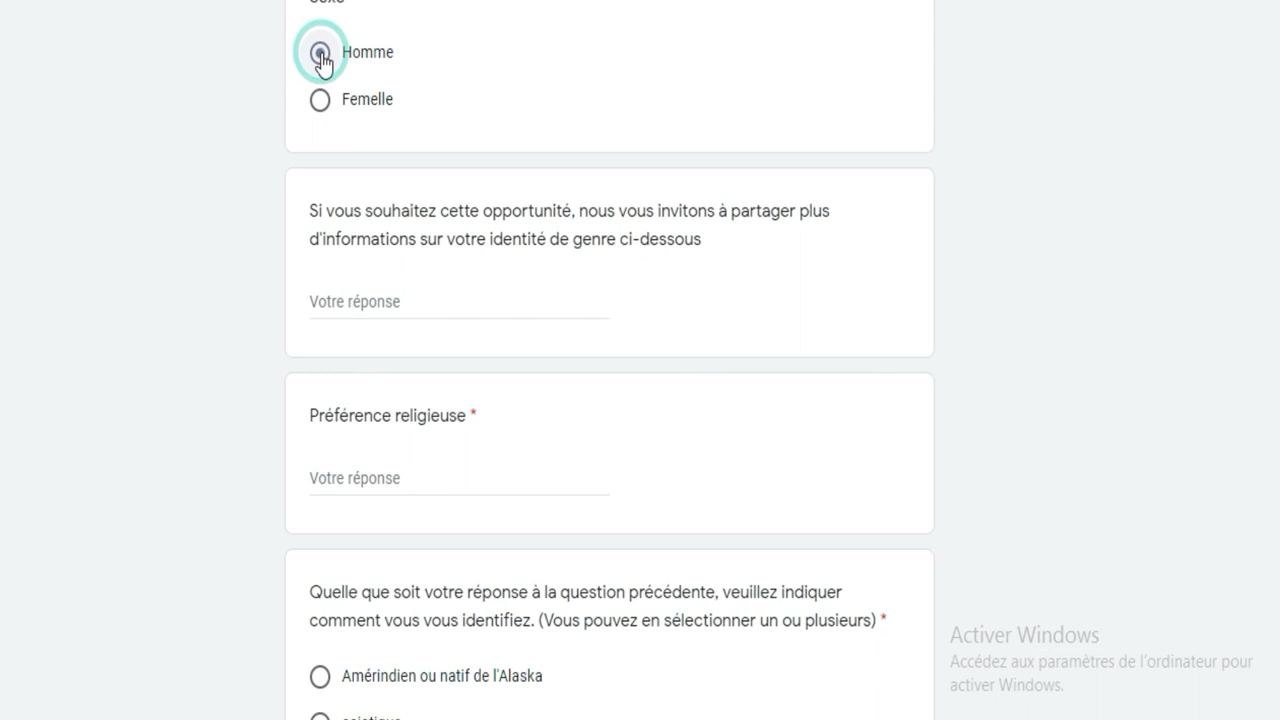 Homme
Femelle
Si vous souhaitez cette opportunité, nous vous invitons à partager plus
d'informations sur votre identité de genre ci-dessous
Votre réponse
Préférence religieuse *
Votre réponse
Quelle que soit votre réponse à la question précédente, veuillez indiquer
comment vous vous identifiez. (Vous pouvez en sélectionner un ou plusieurs) *
Amérindien ou natif de l'Alaska
Activer Windows
Accédez aux paramètres de l'ordinateur pour
activer Windows.